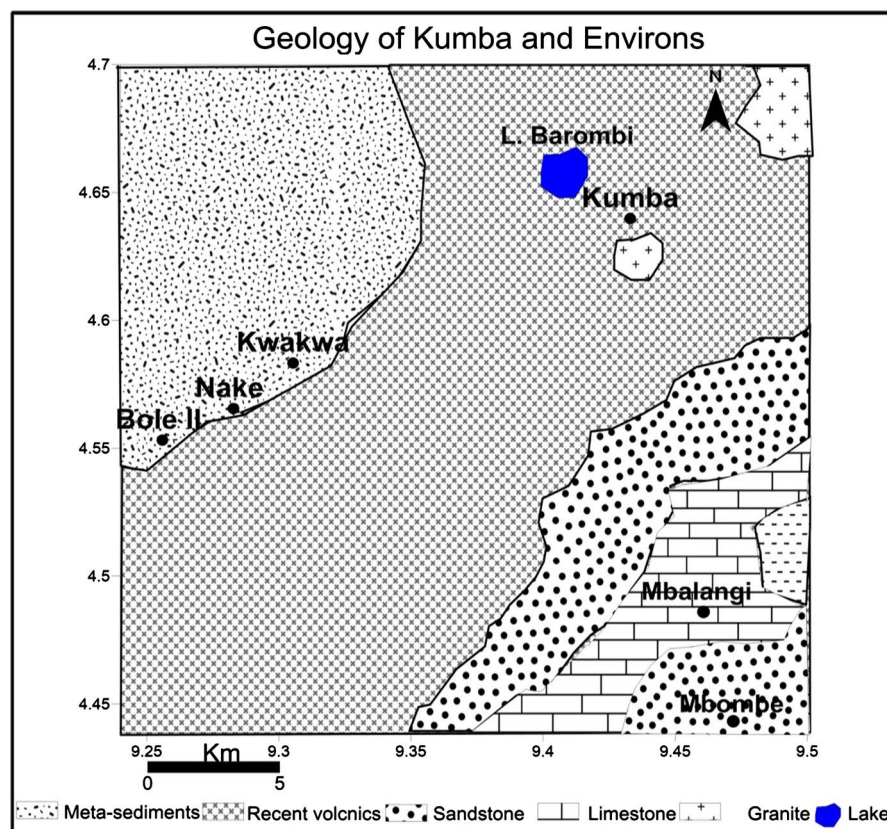 Geology of Kumba and Environs
4.7
N
L. Barombi
4.65
Kumba
4.6
Kwakwa
Nake
Bole II
4.55
4.5
Mbalangi
4.45
Mbompe
9.25 9.3 9.35 9.4 9.45 9.5
Km
0 5
Meta-sediments Recent volcnics Sandstone Limestone Granite Lake